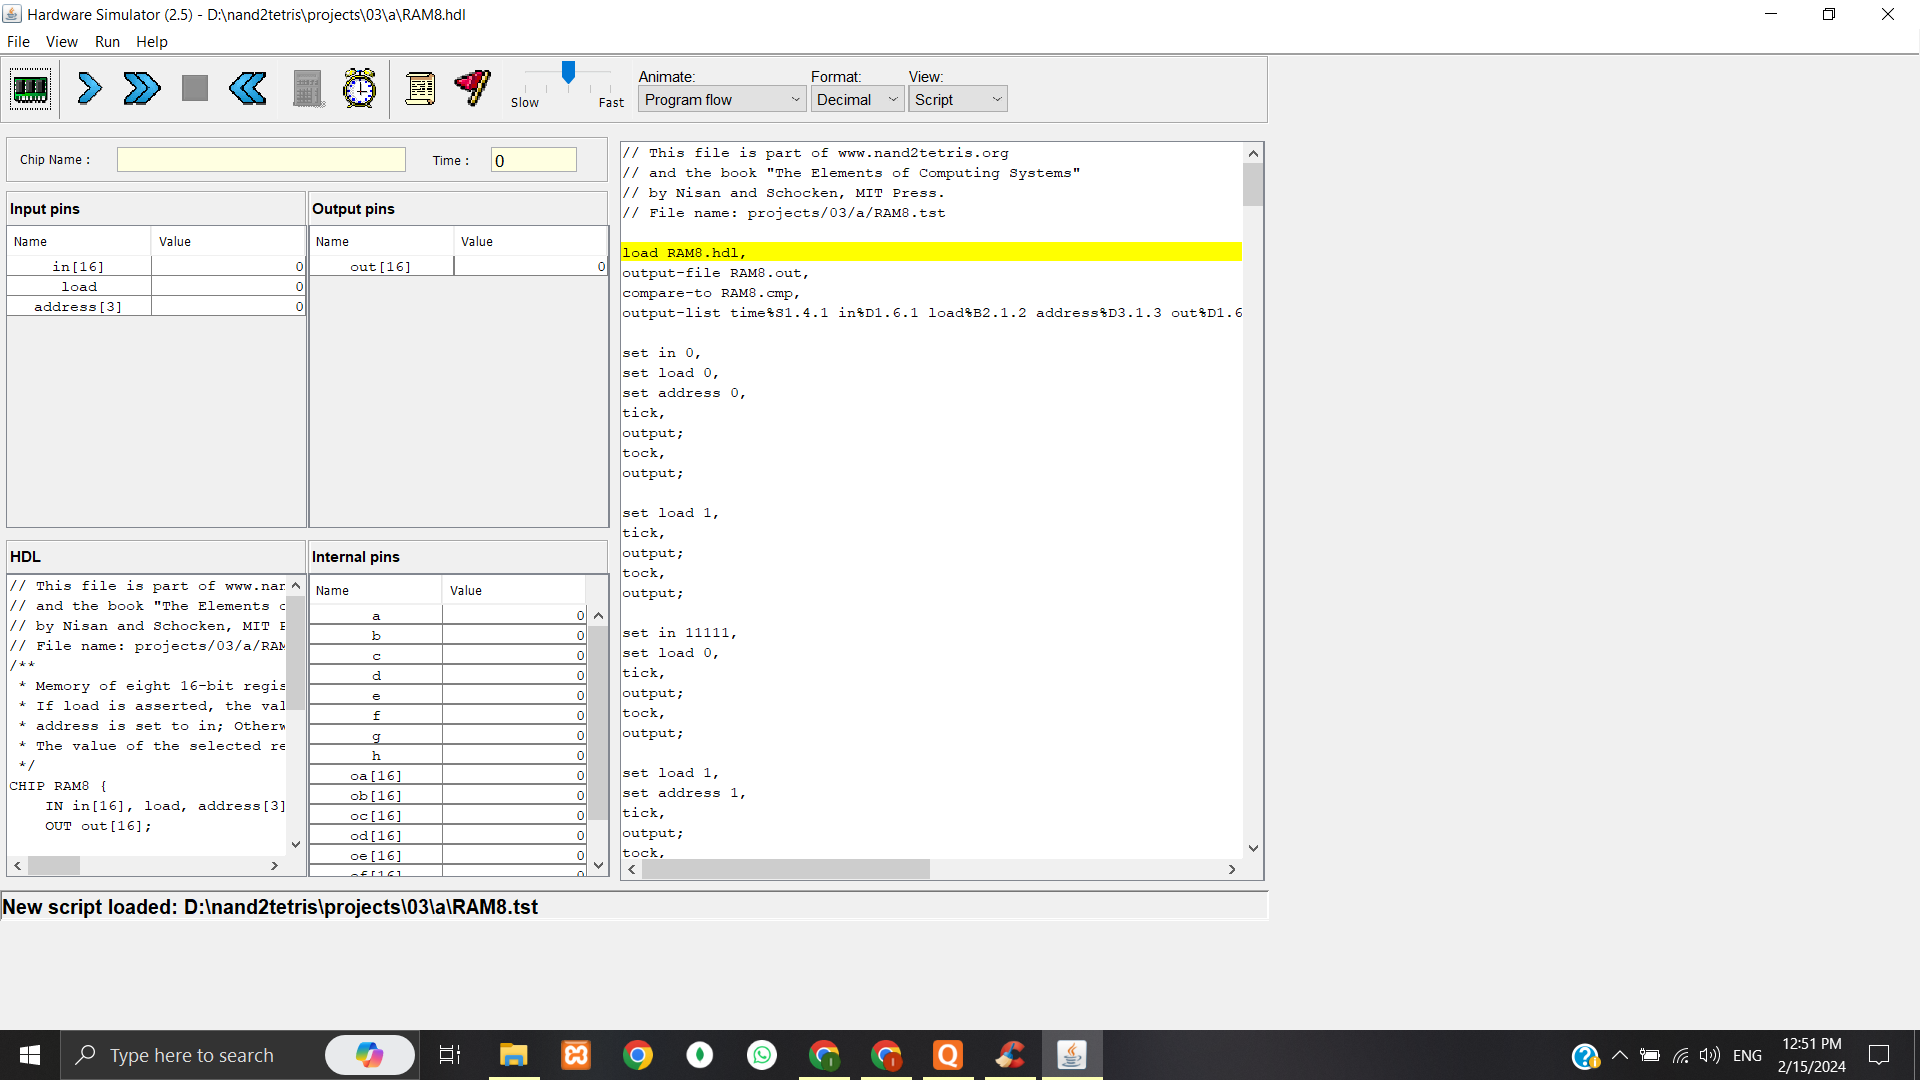 Hardware Simulator (2.5) - D:\nand2tetris\projects\03\a\RAM8.hdl
File View Run Help
Slow Fast
Animate:
Program flow
Format:
Decimal
View:
Script
Chip Name :
Time : 0
Input pins
Name Value
in[16] 0
load 0
address[3] 0
Output pins
Name Value
out[16] 0
HDL
// This file is part of www.nan
// and the book "The Elements
// by Nisan and Schocken, MIT
// File name: projects/03/a/RAM
/**
* Memory of eight 16-bit regis
* If load is asserted, the val
* address is set to in; Otherw
* The value of the selected re
*/
CHIP RAM8 {
IN in[16], load, address[3]
OUT out[16];
Internal pins
Name Value
a 0
b 0
c 0
d 0
e 0
f 0
g 0
h 0
oa[16] 0
ob[16] 0
oc[16] 0
od[16] 0
oe[16] 0
of[16] 0
// This file is part of www.nand2tetris.org
// and the book "The Elements of Computing Systems"
// by Nisan and Schocken, MIT Press.
// File name: projects/03/a/RAM8.tst
load RAM8.hdl,
output-file RAM8.out,
compare-to RAM8.cmp,
output-list time%S1.4.1 in%D1.6.1 load%B2.1.2 address%D3.1.3 out%D1.6
set in 0,
set load 0,
set address 0,
tick,
output;
tock,
output;
set load 1,
tick,
output;
tock,
output;
set in 11111,
set load 0,
tick,
output;
tock,
output;
set load 1,
set address 1,
tick,
output;
tock,
New script loaded: D:\nand2tetris\projects\03\a\RAM8.tst
Type here to search
ENG
12:51 PM
2/15/2024